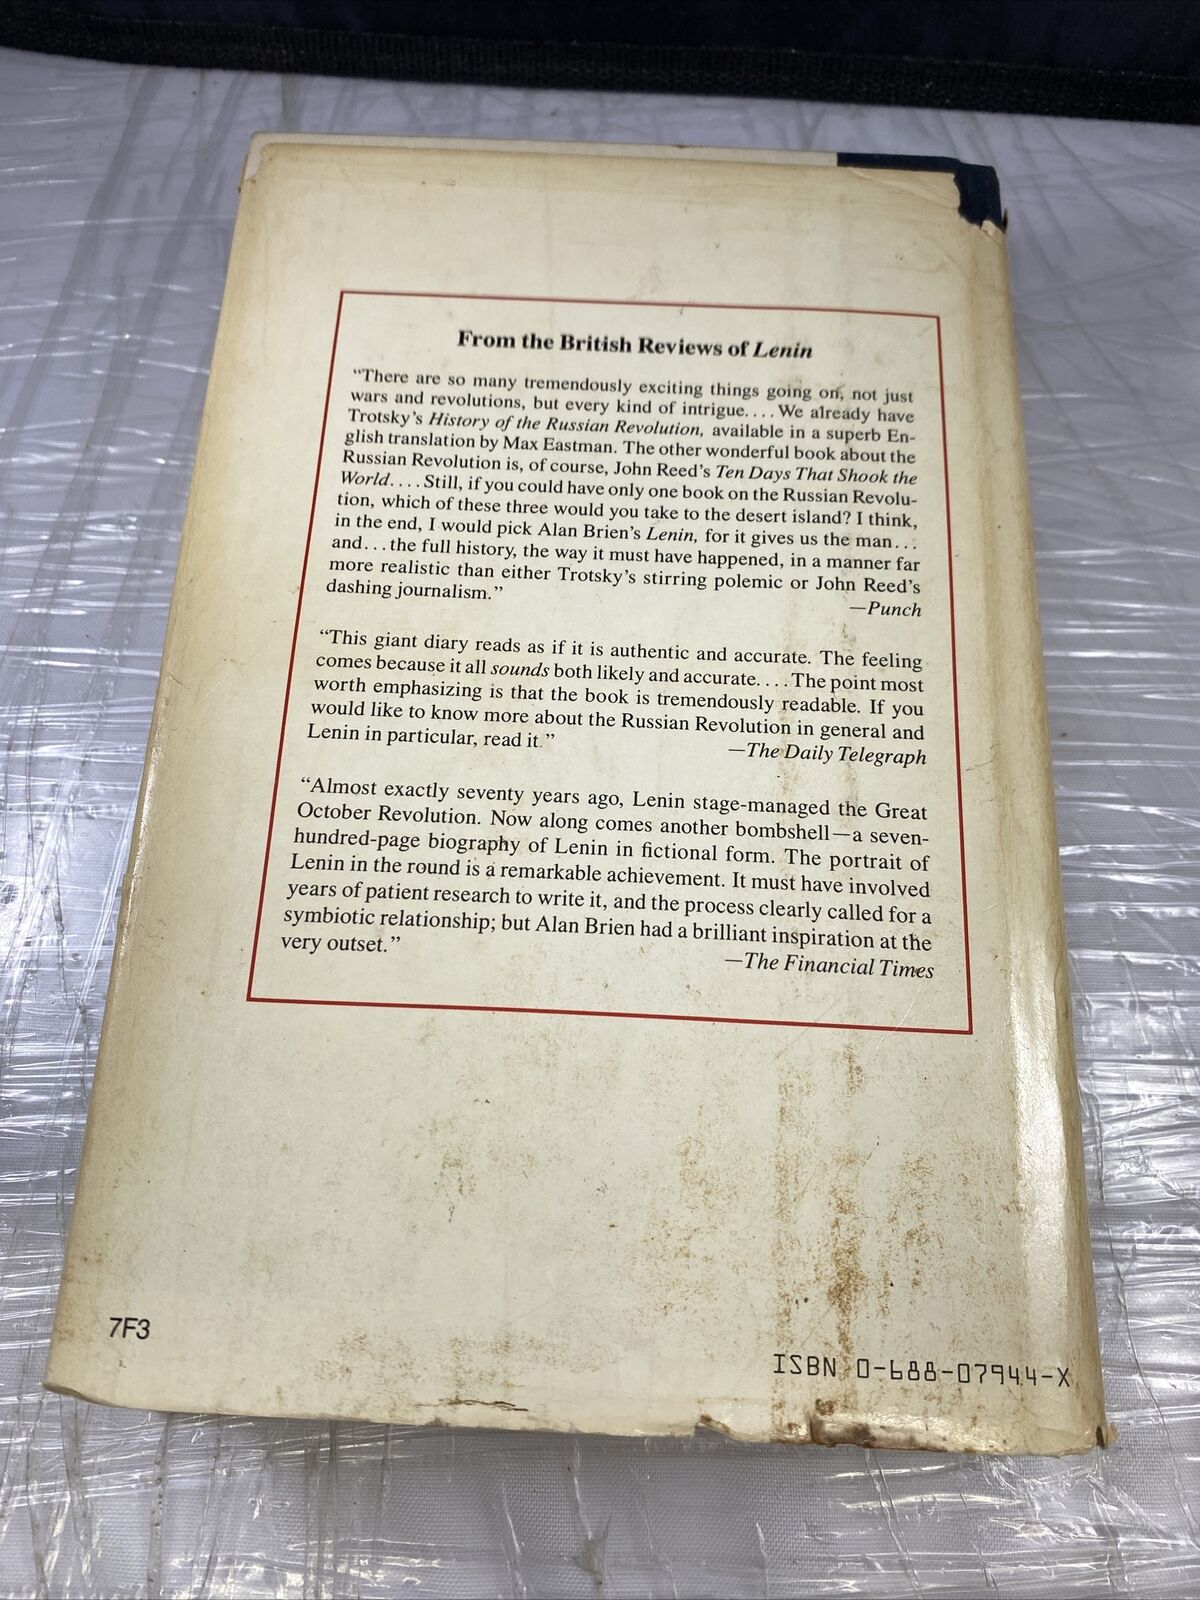 From the British Reviews of Lenin
“There are so many tremendously exciting things going on, not just
wars and revolutions, but every kind of intrigue.... We already have
Trotsky’s History of the Russian Revolution, available in a superb En-
glish translation by Max Eastman. The other wonderful book about the
Russian Revolution is, of course, John Reed’s Ten Days That Shook the
World.... Still, if you could have only one book on the Russian Revolu-
tion, which of these three would you take to the desert island? I think,
in the end, I would pick Alan Brien’s Lenin, for it gives us the man...
and...the full history, the way it must have happened, in a manner far
more realistic than either Trotsky’s stirring polemic or John Reed’s
dashing journalism.”
—Punch
“This giant diary reads as if it is authentic and accurate. The feeling
comes because it all sounds both likely and accurate.... The point most
worth emphasizing is that the book is tremendously readable. If you
would like to know more about the Russian Revolution in general and
Lenin in particular, read it.” —The Daily Telegraph
“Almost exactly seventy years ago, Lenin stage-managed the Great
October Revolution. Now along comes another bombshell—a seven-
hundred-page biography of Lenin in fictional form. The portrait of
Lenin in the round is a remarkable achievement. It must have involved
years of patient research to write it, and the process clearly called for a
symbiotic relationship; but Alan Brien had a brilliant inspiration at the
very outset.” —The Financial Times
7F3
ISBN 0-688-07944-X